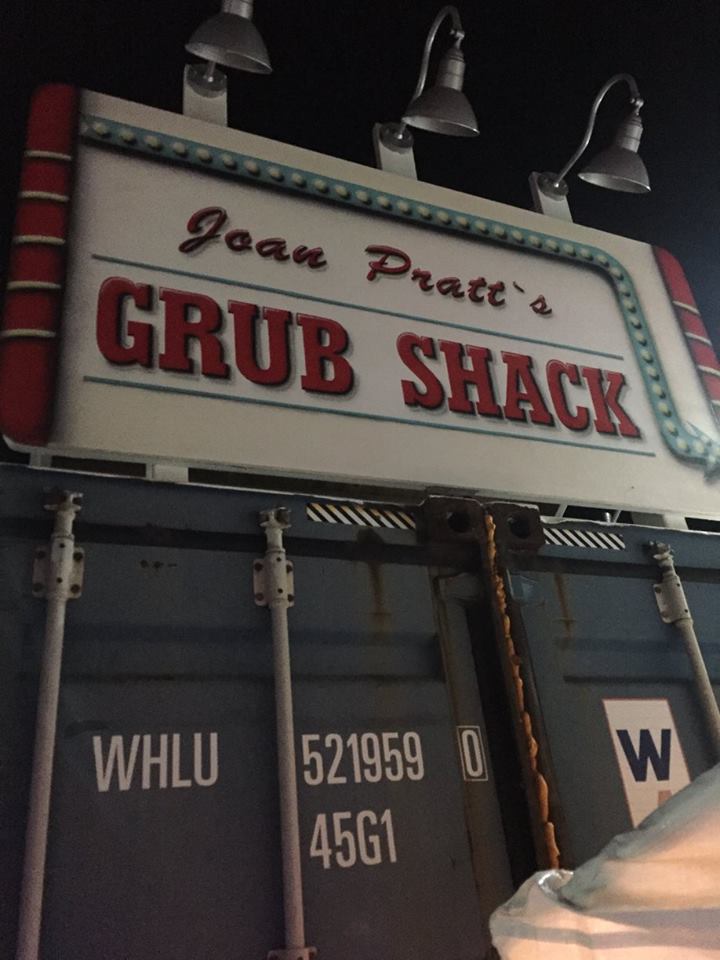 Joan Pratt`s
GRUB SHACK
WHLU 521959 0
45G1
W